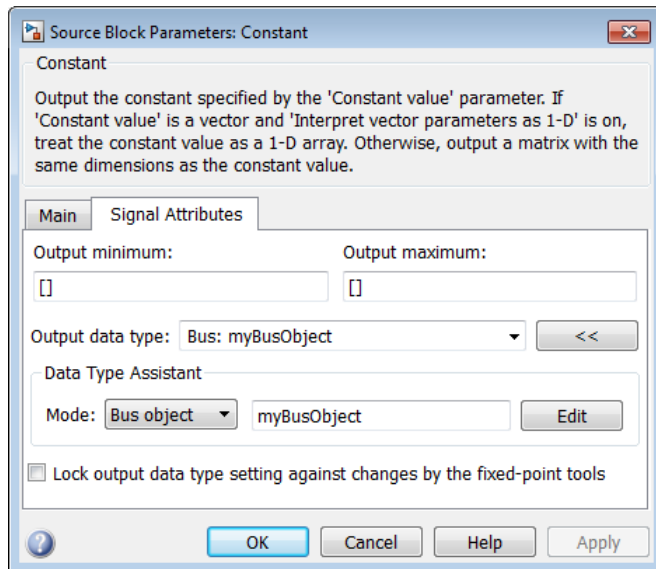 Source Block Parameters: Constant
Constant
Output the constant specified by the 'Constant value' parameter. If
'Constant value' is a vector and 'Interpret vector parameters as 1-D' is on,
treat the constant value as a 1-D array. Otherwise, output a matrix with the
same dimensions as the constant value.
Main Signal Attributes
Output minimum: Output maximum:
[] []
Output data type: Bus: myBusObject <<
Data Type Assistant
Mode: Bus object myBusObject Edit
Lock output data type setting against changes by the fixed-point tools
? OK Cancel Help Apply